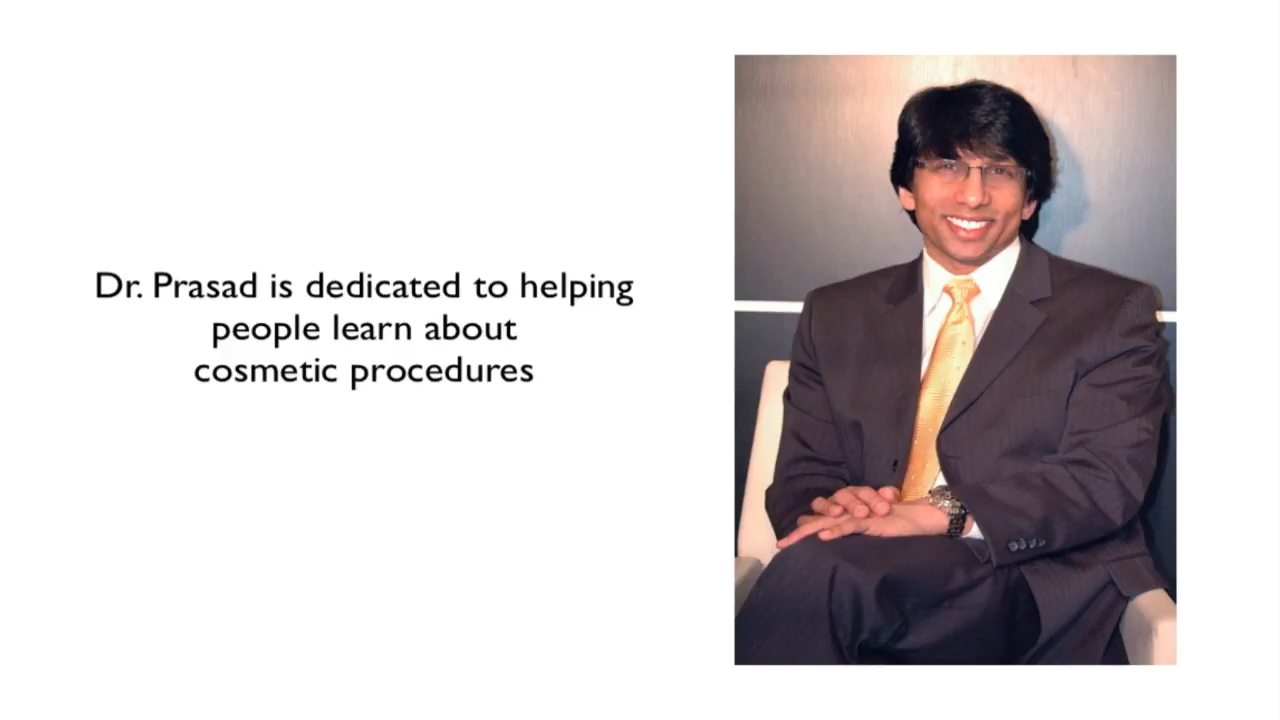 Dr. Prasad is dedicated to helping
people learn about
cosmetic procedures